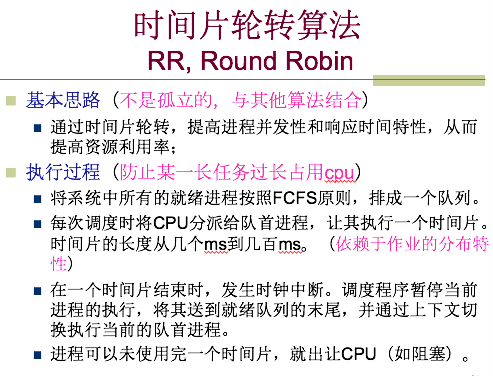 时间片轮转算法
RR, Round Robin
基本思路（不是孤立的，与其他算法结合）
通过时间片轮转，提高进程并发性和响应时间特性，从而
提高资源利用率；
执行过程（防止某一长任务过长占用cpu）
将系统中所有的就绪进程按照FCFS原则，排成一个队列。
每次调度时将CPU分派给队首进程，让其执行一个时间片。
时间片的长度从几个ms到几百ms。（依赖于作业的分布特
性）
在一个时间片结束时，发生时钟中断。调度程序暂停当前
进程的执行，将其送到就绪队列的末尾，并通过上下文切
换执行当前的队首进程。
进程可以未使用完一个时间片，就出让CPU（如阻塞）。